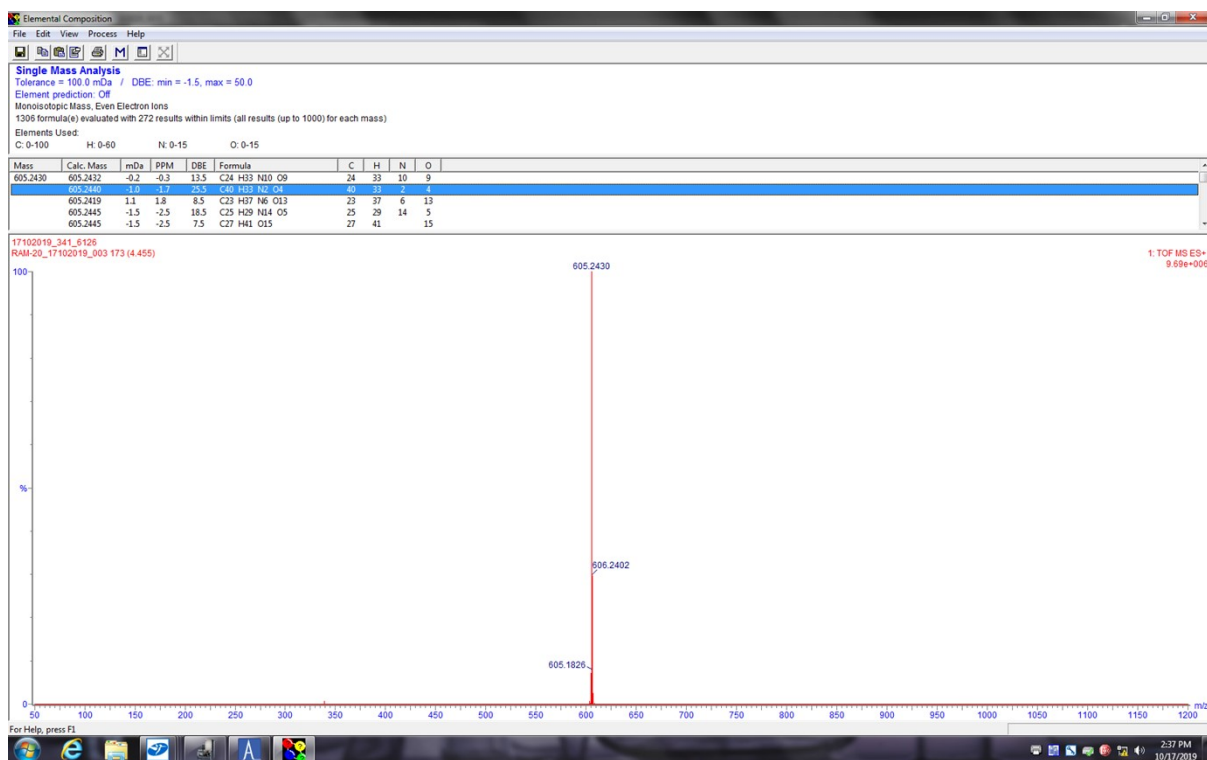 Elemental Composition
File Edit View Process Help
Single Mass Analysis
Tolerance = 100.0 mDa / DBE: min = -1.5, max = 50.0
Element prediction: Off
Monoisotopic Mass, Even Electron Ions
1306 formula(e) evaluated with 272 results within limits (all results (up to 1000) for each mass)
Elements Used:
C: 0-100 H: 0-60 N: 0-15 O: 0-15
Mass Calc. Mass mDa PPM DBE Formula C H N O
605.2430 605.2432 -0.2 -0.3 13.5 C24 H33 N10 O9 24 33 10 9
605.2440 -1.0 -1.7 25.5 C40 H33 N2 O4 40 33 2 4
605.2419 1.1 1.8 8.5 C23 H37 N6 O13 23 37 6 13
605.2445 -1.5 -2.5 18.5 C25 H29 N14 O5 25 29 14 5
605.2445 -1.5 -2.5 7.5 C27 H41 O15 27 41 15
17102019_341_6126
RAM-20_17102019_003 173 (4.455)
1: TOF MS ES+
9.69e+006
605.2430
100
606.2402
%
605.1826
0
50 100 150 200 250 300 350 400 450 500 550 600 650 700 750 800 850 900 950 1000 1050 1100 1150 1200 m/z
For Help, press F1
2:37 PM
10/17/2019